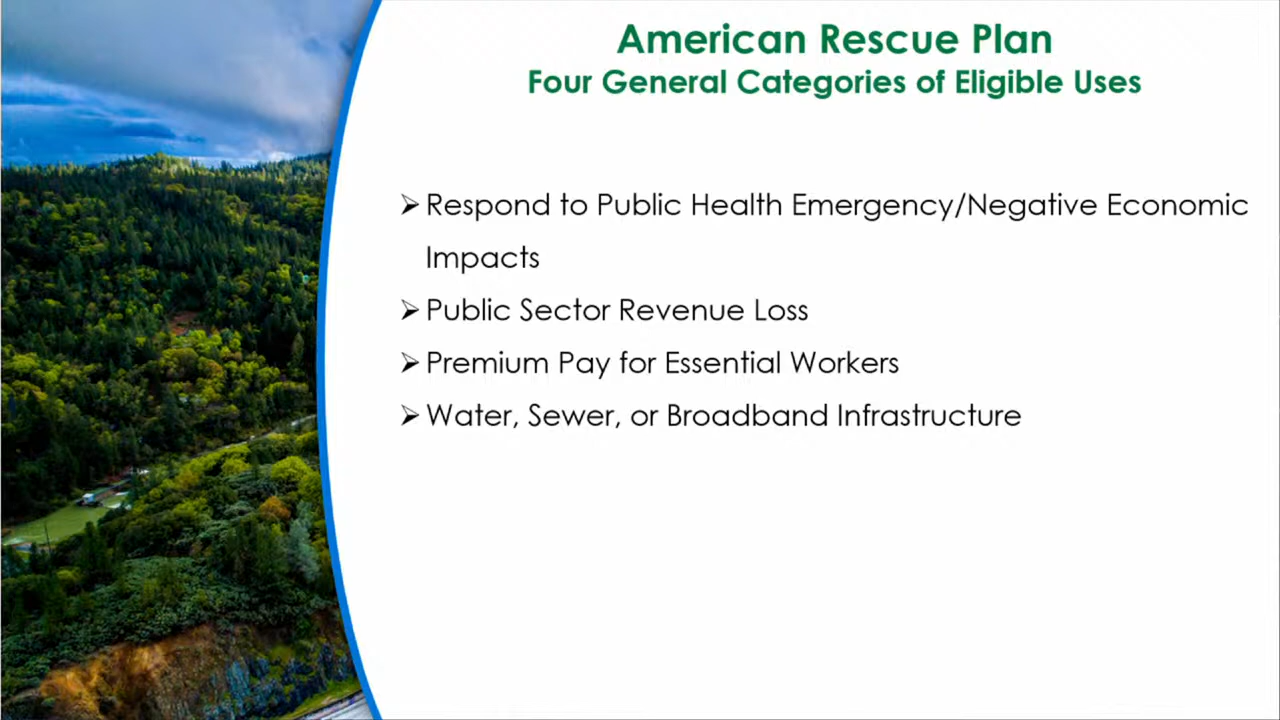 American Rescue Plan
Four General Categories of Eligible Uses
➢ Respond to Public Health Emergency/Negative Economic
Impacts
➢ Public Sector Revenue Loss
➢ Premium Pay for Essential Workers
➢ Water, Sewer, or Broadband Infrastructure